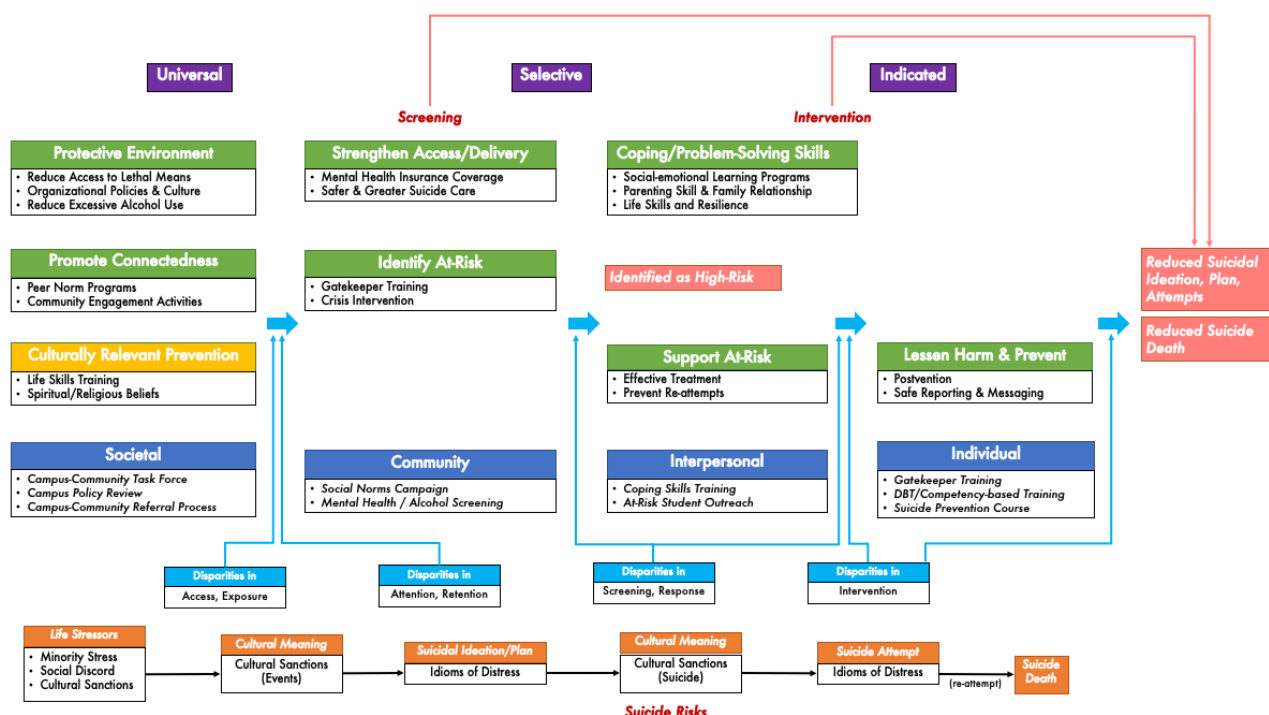 Universal
Selective
Indicated
Screening
Intervention
Protective Environment
• Reduce Access to Lethal Means
• Organizational Policies & Culture
• Reduce Excessive Alcohol Use
Strengthen Access/Delivery
• Mental Health Insurance Coverage
• Safer & Greater Suicide Care
Coping/Problem-Solving Skills
• Social-emotional Learning Programs
• Parenting Skill & Family Relationship
• Life Skills and Resilience
Promote Connectedness
• Peer Norm Programs
• Community Engagement Activities
Identify At-Risk
• Gatekeeper Training
• Crisis Intervention
Identified as High-Risk
Reduced Suicidal
Ideation, Plan,
Attempts
Reduced Suicide
Death
Culturally Relevant Prevention
• Life Skills Training
• Spiritual/Religious Beliefs
Support At-Risk
• Effective Treatment
• Prevent Re-attempts
Lessen Harm & Prevent
• Postvention
• Safe Reporting & Messaging
Societal
• Campus-Community Task Force
• Campus Policy Review
• Campus-Community Referral Process
Community
• Social Norms Campaign
• Mental Health / Alcohol Screening
Interpersonal
• Coping Skills Training
• At-Risk Student Outreach
Individual
• Gatekeeper Training
• DBT/Competency-based Training
• Suicide Prevention Course
Disparities in
Access, Exposure
Disparities in
Attention, Retention
Disparities in
Screening, Response
Disparities in
Intervention
Life Stressors
• Minority Stress
• Social Discord
• Cultural Sanctions
Cultural Meaning
Cultural Sanctions
(Events)
Suicidal Ideation/Plan
Idioms of Distress
Cultural Meaning
Cultural Sanctions
(Suicide)
Suicide Attempt
Idioms of Distress
(re-attempt)
Suicide
Death
Suicide Risks